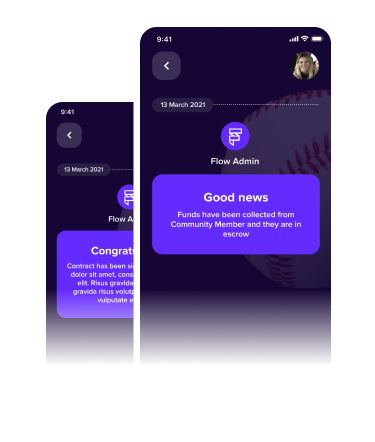 9:41
13 March 2021
Flow Admin
Good news
Funds have been collected from
Community Member and they are in
escrow
9:41
13 March 2021
Flow A
Congrat
Contract has been si
dolor sit amet, cons
elit. Risus gravida
gravida risus volut
vulputate e